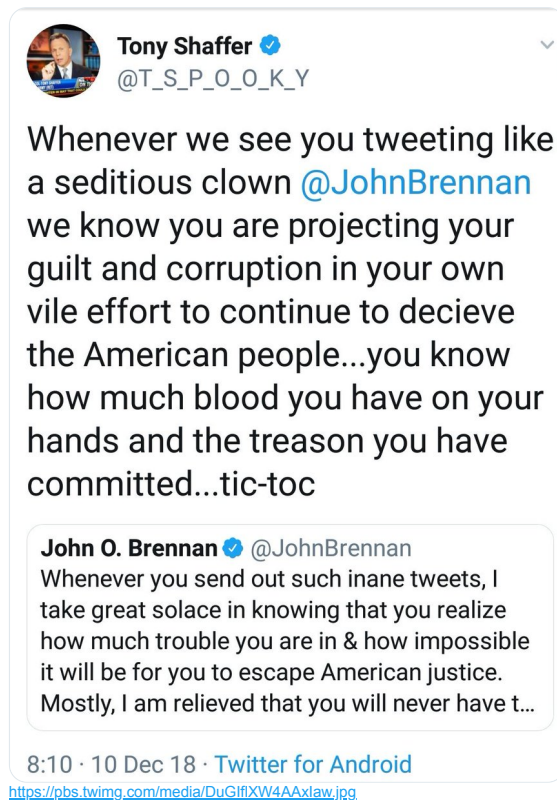 Tony Shaffer
@T_S_P_O_O_K_Y
Whenever we see you tweeting like
a seditious clown @JohnBrennan
we know you are projecting your
guilt and corruption in your own
vile effort to continue to decieve
the American people...you know
how much blood you have on your
hands and the treason you have
committed...tic-toc
John O. Brennan @JohnBrennan
Whenever you send out such inane tweets, I
take great solace in knowing that you realize
how much trouble you are in & how impossible
it will be for you to escape American justice.
Mostly, I am relieved that you will never have t...
8:10 · 10 Dec 18 · Twitter for Android
https://pbs.twimg.com/media/DuGIflXW4AAxIaw.jpg